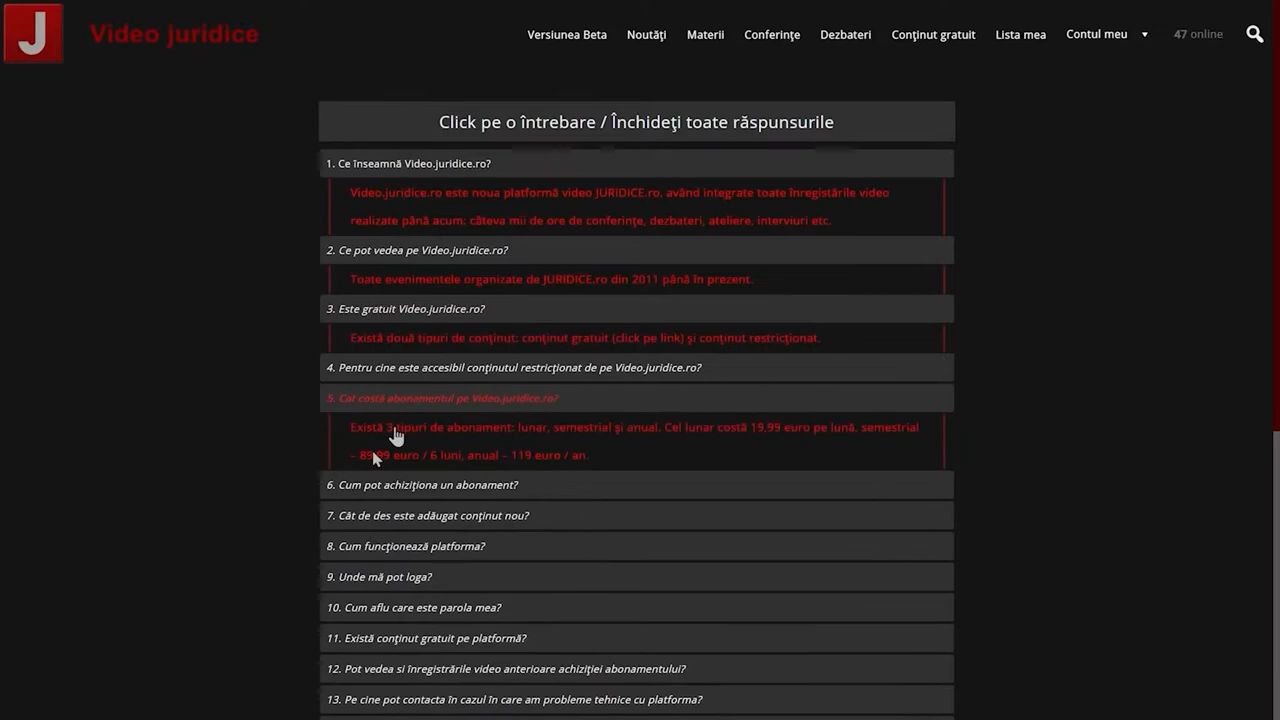 J
Video juridice
Versiunea Beta Noutăți Materii Conferințe Dezbateri Conținut gratuit Lista mea Contul meu 47 online
Click pe o întrebare / Închideți toate răspunsurile
1. Ce înseamnă Video.juridice.ro?
Video.juridice.ro este noua platformă video JURIDICE.ro, având integrate toate înregistrările video
realizate până acum: câteva mii de ore de conferințe, dezbateri, ateliere, interviuri etc.
2. Ce pot vedea pe Video.juridice.ro?
Toate evenimentele organizate de JURIDICE.ro din 2011 până în prezent.
3. Este gratuit Video.juridice.ro?
Există două tipuri de conținut: conținut gratuit (click pe link) și conținut restricționat.
4. Pentru cine este accesibil conținutul restricționat de pe Video.juridice.ro?
5. Cat costă abonamentul pe Video.juridice.ro?
Există 3 tipuri de abonament: lunar, semestrial și anual. Cel lunar costă 19,99 euro pe lună, semestrial
– 89,99 euro / 6 luni, anual – 119 euro / an.
6. Cum pot achiziționa un abonament?
7. Cât de des este adăugat conținut nou?
8. Cum funcționează platforma?
9. Unde mă pot loga?
10. Cum aflu care este parola mea?
11. Există conținut gratuit pe platformă?
12. Pot vedea si înregistrările video anterioare achiziției abonamentului?
13. Pe cine pot contacta în cazul în care am probleme tehnice cu platforma?